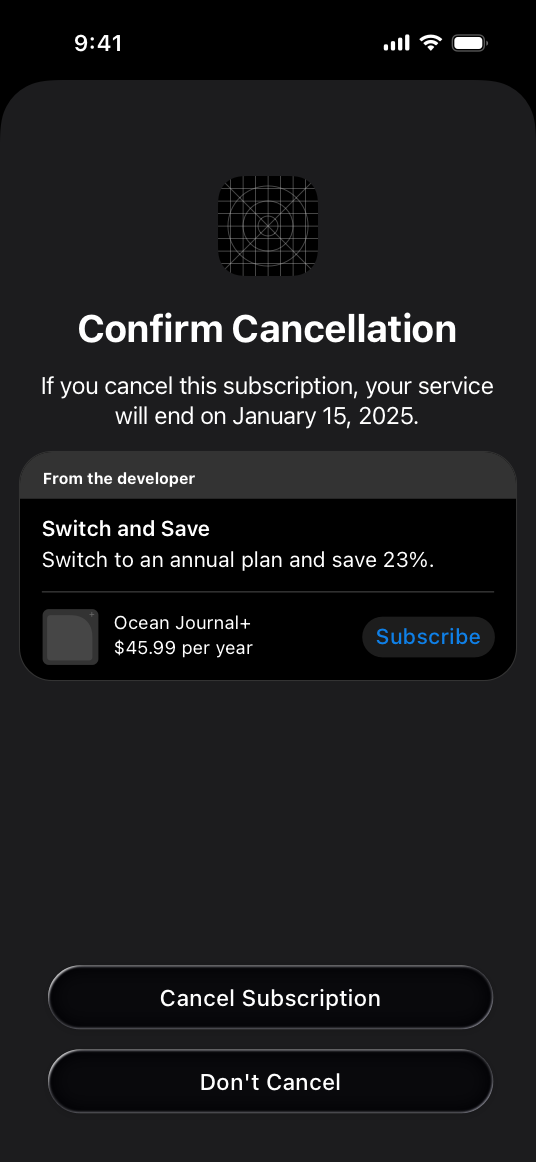 9:41
Confirm Cancellation
If you cancel this subscription, your service
will end on January 15, 2025.
From the developer
Switch and Save
Switch to an annual plan and save 23%.
Ocean Journal+
$45.99 per year
Subscribe
Cancel Subscription
Don't Cancel